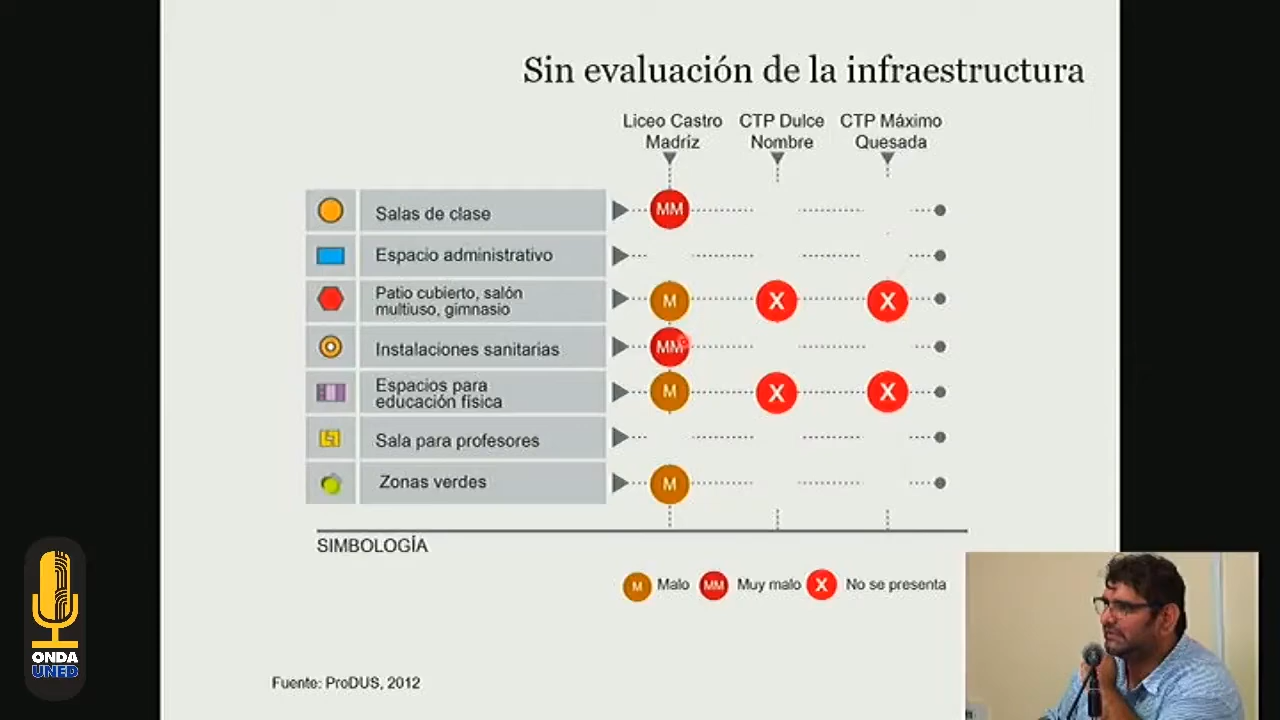 Sin evaluación de la infraestructura
Liceo Castro
Madríz
CTP Dulce
Nombre
CTP Máximo
Quesada
Salas de clase
MM
Espacio administrativo
Patio cubierto, salón
multiuso, gimnasio
M
X
X
Instalaciones sanitarias
MM
Espacios para
educación física
M
X
X
Sala para profesores
Zonas verdes
M
SIMBOLOGÍA
M Malo
MM Muy malo
X No se presenta
Fuente: ProDUS, 2012
ONDA
UNED